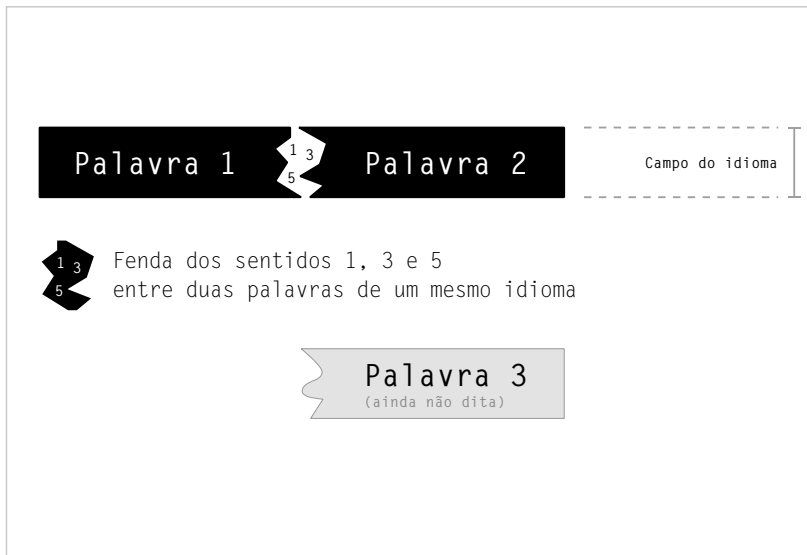 Palavra 1
1 3
5
Palavra 2
Campo do idioma
1 3
5
Fenda dos sentidos 1, 3 e 5
entre duas palavras de um mesmo idioma
Palavra 3
(ainda não dita)